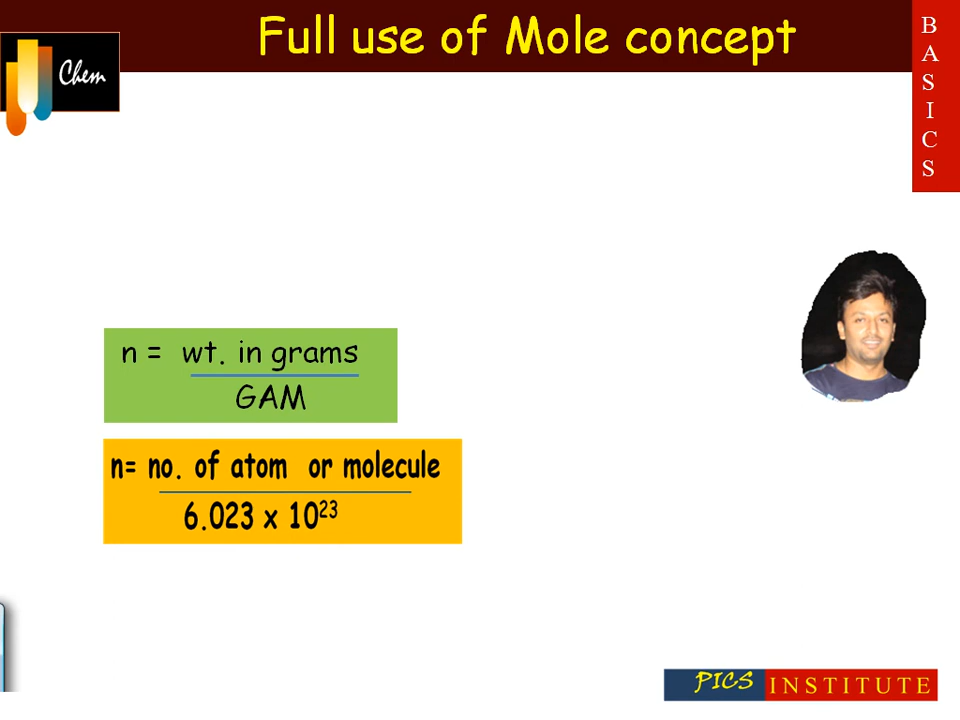 Full use of Mole concept
Chem
B
A
S
I
C
S
n = wt. in grams
GAM
n= no. of atom or molecule
6.023 x 10²³
PICS INSTITUTE